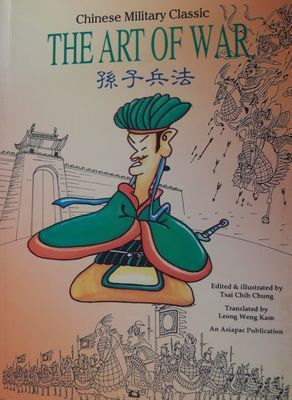 Chinese Military Classic
THE ART OF WAR
孫子兵法
Edited & illustrated by
Tsai Chih Chung
Translated by
Leong Weng Kam
An Asiapac Publication